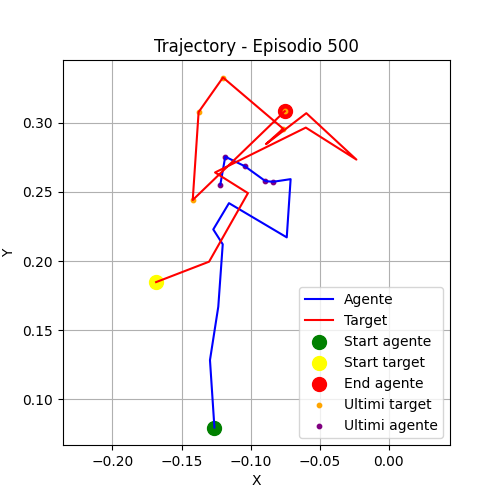 Trajectory - Episodio 500
Y
0.30
0.25
0.20
0.15
0.10
Agente
Target
Start agente
Start target
End agente
Ultimi target
Ultimi agente
−0.20
−0.15
−0.10
−0.05
0.00
X